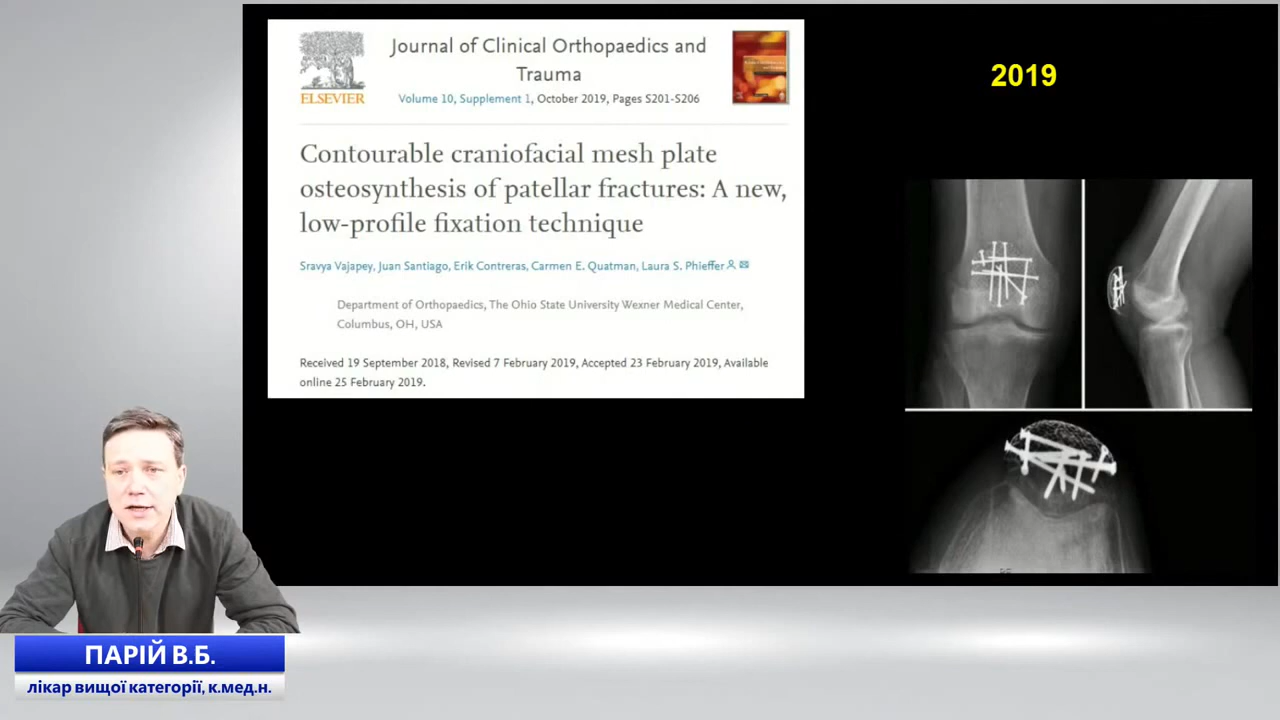 ELSEVIER
Journal of Clinical Orthopaedics and
Trauma
Volume 10, Supplement 1, October 2019, Pages S201-S206
Contourable craniofacial mesh plate
osteosynthesis of patellar fractures: A new,
low-profile fixation technique
Sravya Vajapey, Juan Santiago, Erik Contreras, Carmen E. Quatman, Laura S. Phieffer
Department of Orthopaedics, The Ohio State University Wexner Medical Center,
Columbus, OH, USA
Received 19 September 2018, Revised 7 February 2019, Accepted 23 February 2019, Available
online 25 February 2019.
2019
ПАРІЙ В.Б.
лікар вищої категорії, к.мед.н.